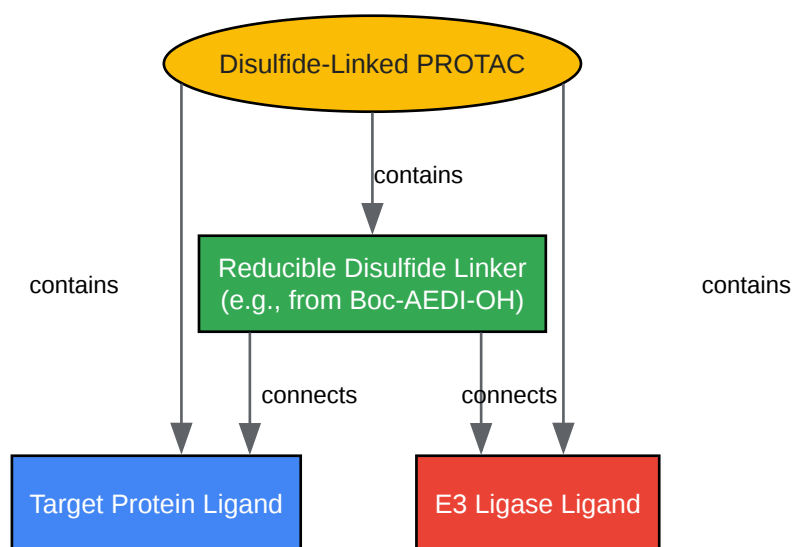 Disulfide-Linked PROTAC
contains
Reducible Disulfide Linker
(e.g., from Boc-AEDI-OH)
contains
contains
connects
connects
Target Protein Ligand
E3 Ligase Ligand